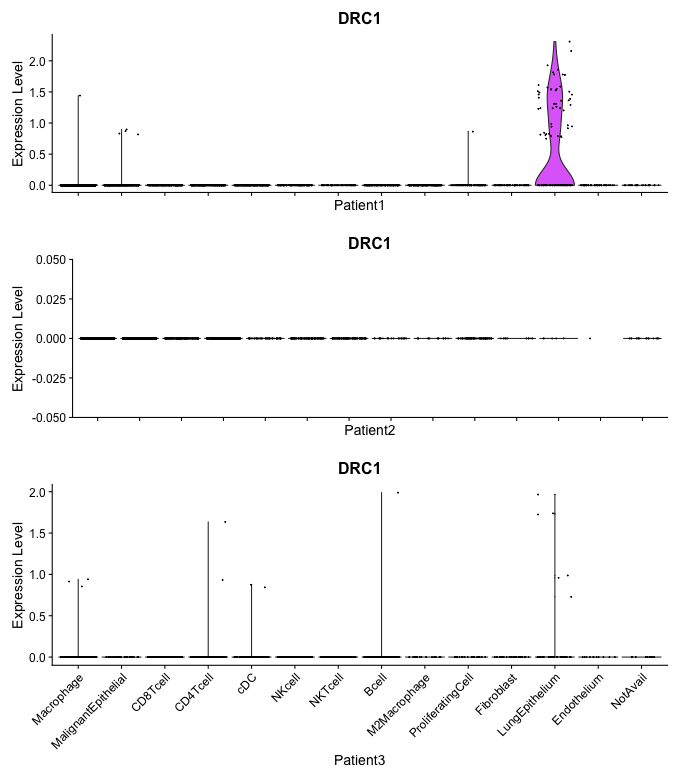 DRC1
Expression Level
2.0
1.5
1.0
0.5
0.0
Patient1
DRC1
Expression Level
0.050
0.025
0.000
-0.025
-0.050
Patient2
DRC1
Expression Level
2.0
1.5
1.0
0.5
0.0
Macrophage
MalignantEpithelial
CD8Tcell
CD4Tcell
cDC
NKcell
NKTcell
Bcell
M2Macrophage
ProliferatingCell
Fibroblast
LungEpithelium
Endothelium
NotAvail
Patient3